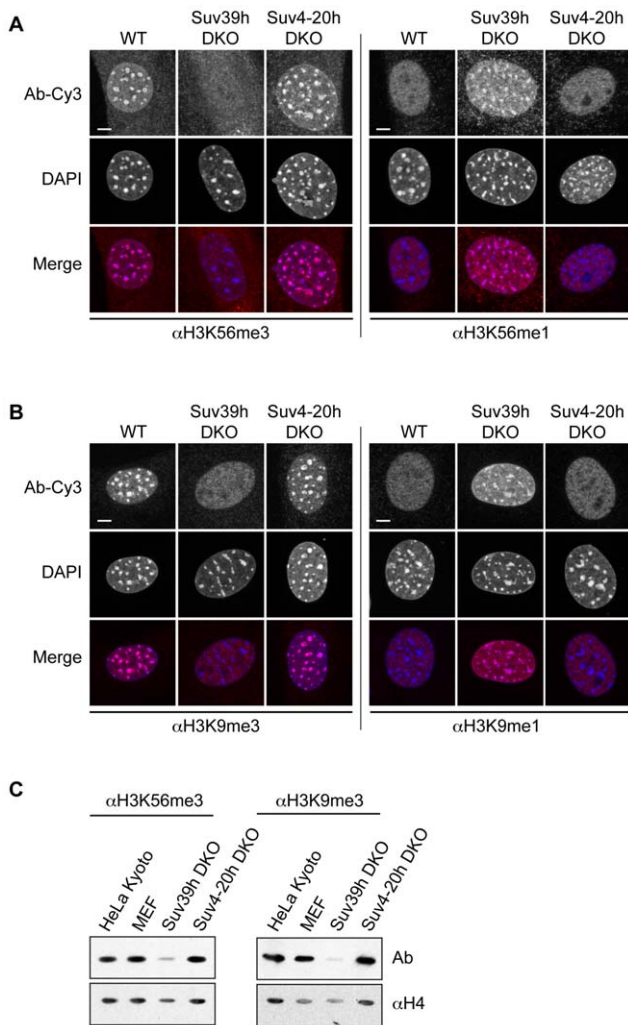 A
WT
Suv39h DKO
Suv4-20h DKO
WT
Suv39h DKO
Suv4-20h DKO
Ab-Cy3
DAPI
Merge
αH3K56me3
αH3K56me1
B
WT
Suv39h DKO
Suv4-20h DKO
WT
Suv39h DKO
Suv4-20h DKO
Ab-Cy3
DAPI
Merge
αH3K9me3
αH3K9me1
C
αH3K56me3
αH3K9me3
HeLa Kyoto
MEF
Suv39h DKO
Suv4-20h DKO
HeLa Kyoto
MEF
Suv39h DKO
Suv4-20h DKO
Ab
αH4